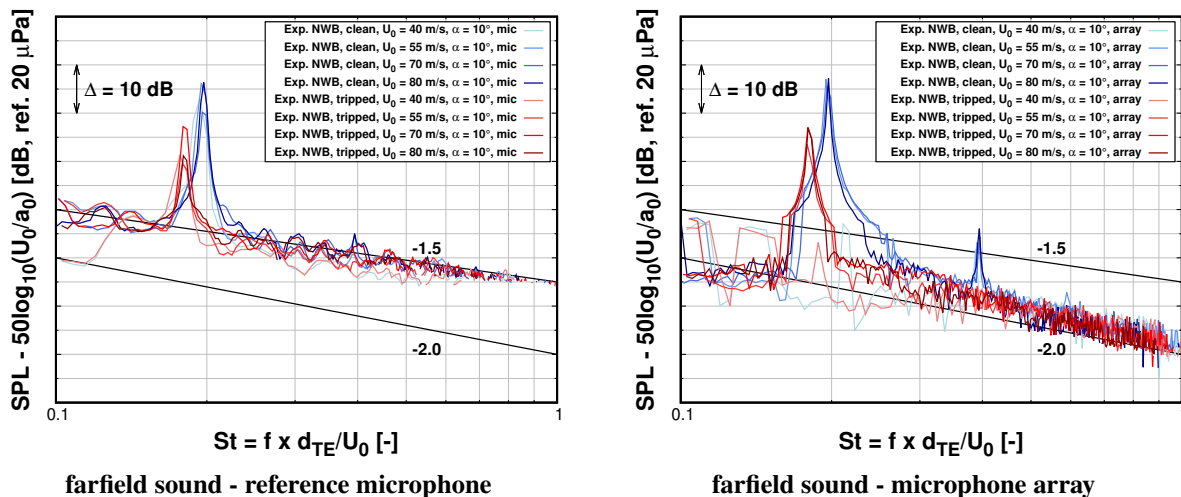 SPL - 50log10(U0/a0) [dB, ref. 20 μPa]
Δ = 10 dB
Exp. NWB, clean, U0 = 40 m/s, α = 10°, mic
Exp. NWB, clean, U0 = 55 m/s, α = 10°, mic
Exp. NWB, clean, U0 = 70 m/s, α = 10°, mic
Exp. NWB, clean, U0 = 80 m/s, α = 10°, mic
Exp. NWB, tripped, U0 = 40 m/s, α = 10°, mic
Exp. NWB, tripped, U0 = 55 m/s, α = 10°, mic
Exp. NWB, tripped, U0 = 70 m/s, α = 10°, mic
Exp. NWB, tripped, U0 = 80 m/s, α = 10°, mic
-1.5
-2.0
0.1
1
St = f x dTE/U0 [-]
farfield sound - reference microphone
SPL - 50log10(U0/a0) [dB, ref. 20 μPa]
Δ = 10 dB
Exp. NWB, clean, U0 = 40 m/s, α = 10°, array
Exp. NWB, clean, U0 = 55 m/s, α = 10°, array
Exp. NWB, clean, U0 = 70 m/s, α = 10°, array
Exp. NWB, clean, U0 = 80 m/s, α = 10°, array
Exp. NWB, tripped, U0 = 40 m/s, α = 10°, array
Exp. NWB, tripped, U0 = 55 m/s, α = 10°, array
Exp. NWB, tripped, U0 = 70 m/s, α = 10°, array
Exp. NWB, tripped, U0 = 80 m/s, α = 10°, array
-1.5
-2.0
0.1
1
St = f x dTE/U0 [-]
farfield sound - microphone array